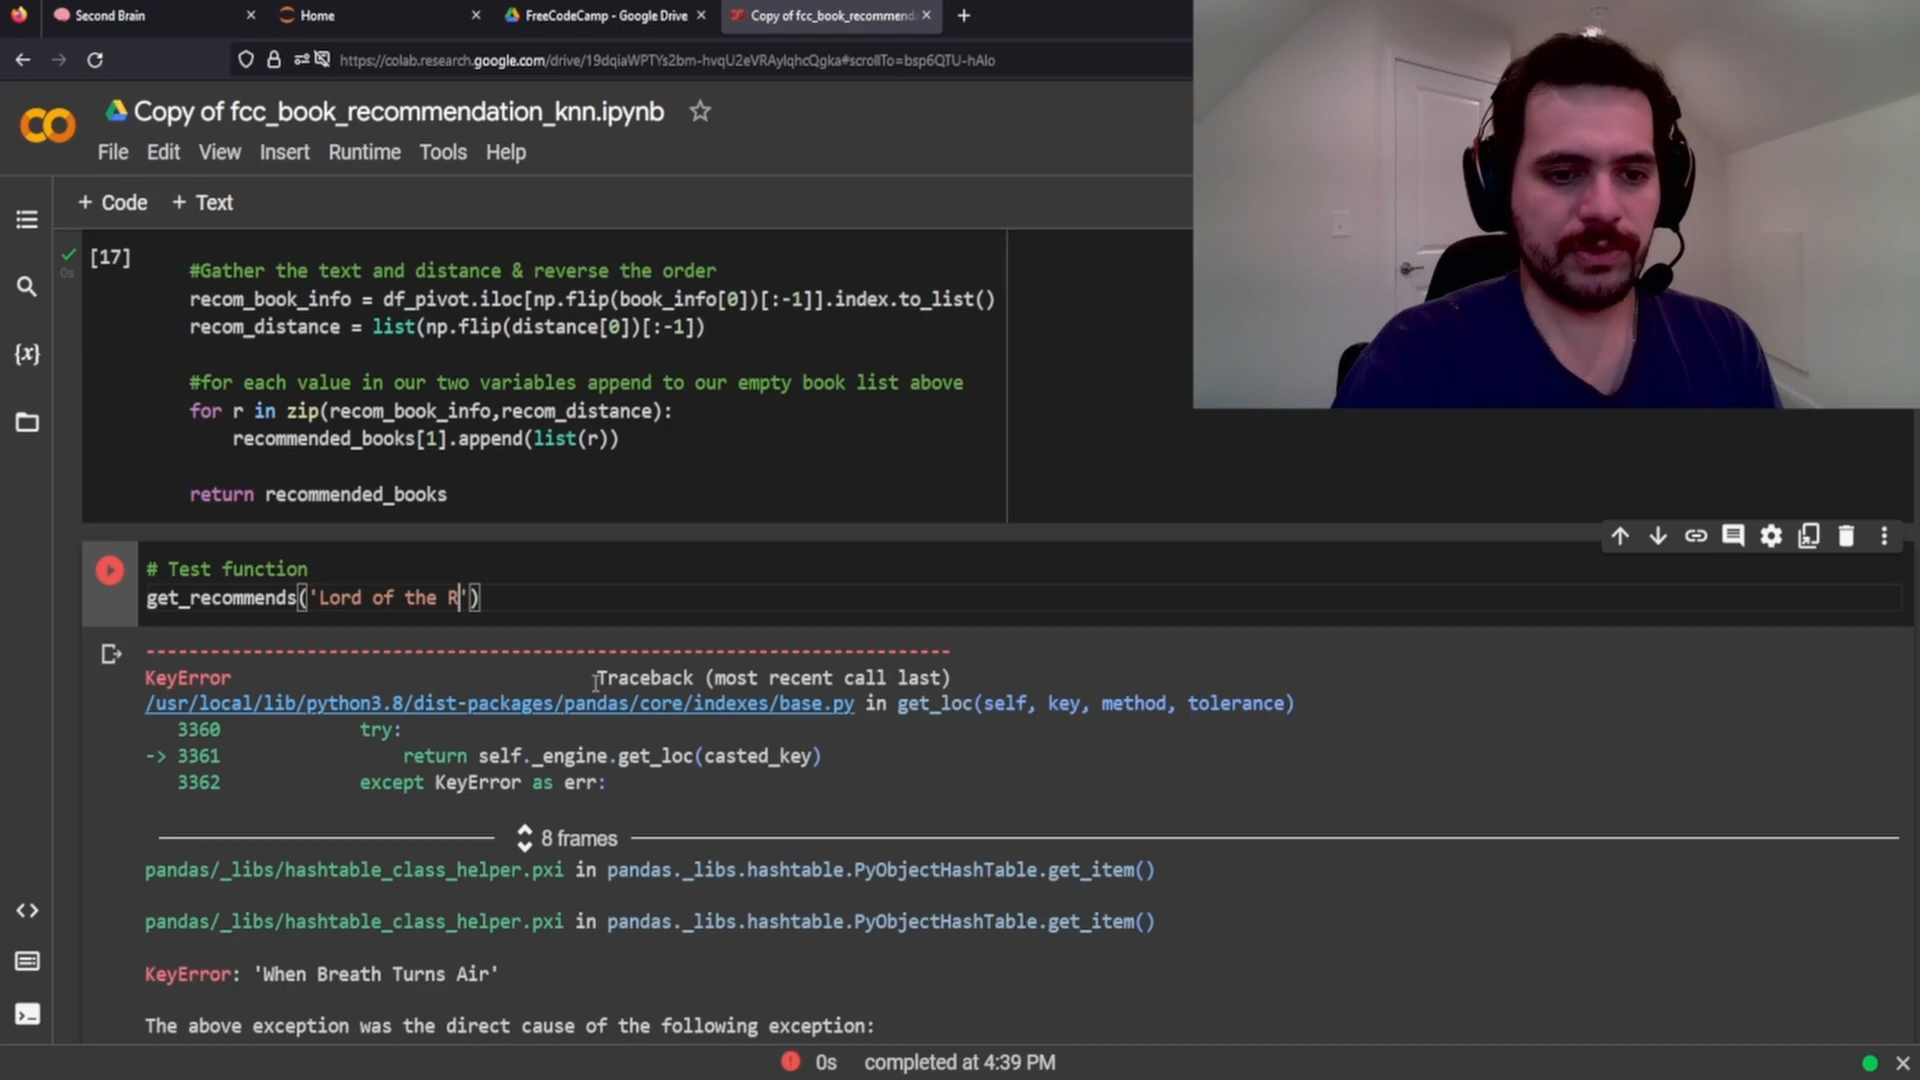 Second Brain
Home
FreeCodeCamp - Google Drive
Copy of fcc_book_recommend
https://colab.research.google.com/drive/19dqiaWPTYs2bm-hvqU2eVRAylqhcQgka#scrollTo=bsp6QTU-hAlo
Copy of fcc_book_recommendation_knn.ipynb
File Edit View Insert Runtime Tools Help
+ Code + Text
[17]
0s
#Gather the text and distance & reverse the order
recom_book_info = df_pivot.iloc[np.flip(book_info[0])[:-1]].index.to_list()
recom_distance = list(np.flip(distance[0])[:-1])
#for each value in our two variables append to our empty book list above
for r in zip(recom_book_info,recom_distance):
recommended_books[1].append(list(r))
return recommended_books
# Test function
get_recommends('Lord of the R')
---------------------------------------------------------------------------
KeyError Traceback (most recent call last)
/usr/local/lib/python3.8/dist-packages/pandas/core/indexes/base.py in get_loc(self, key, method, tolerance)
3360 try:
-> 3361 return self._engine.get_loc(casted_key)
3362 except KeyError as err:
8 frames
pandas/_libs/hashtable_class_helper.pxi in pandas._libs.hashtable.PyObjectHashTable.get_item()
pandas/_libs/hashtable_class_helper.pxi in pandas._libs.hashtable.PyObjectHashTable.get_item()
KeyError: 'When Breath Turns Air'
The above exception was the direct cause of the following exception:
0s completed at 4:39 PM